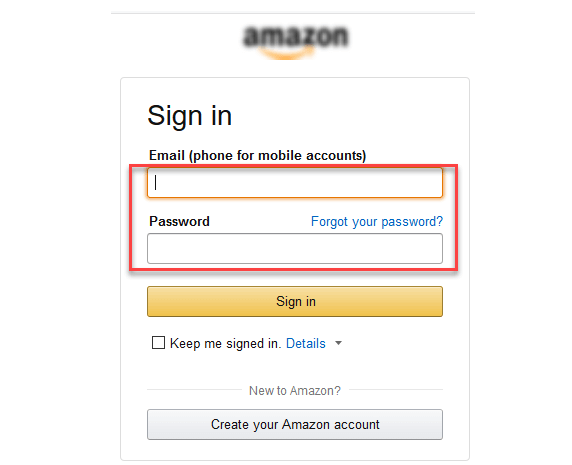 amazon
Sign in
Email (phone for mobile accounts)
Password Forgot your password?
Sign in
Keep me signed in. Details
New to Amazon?
Create your Amazon account